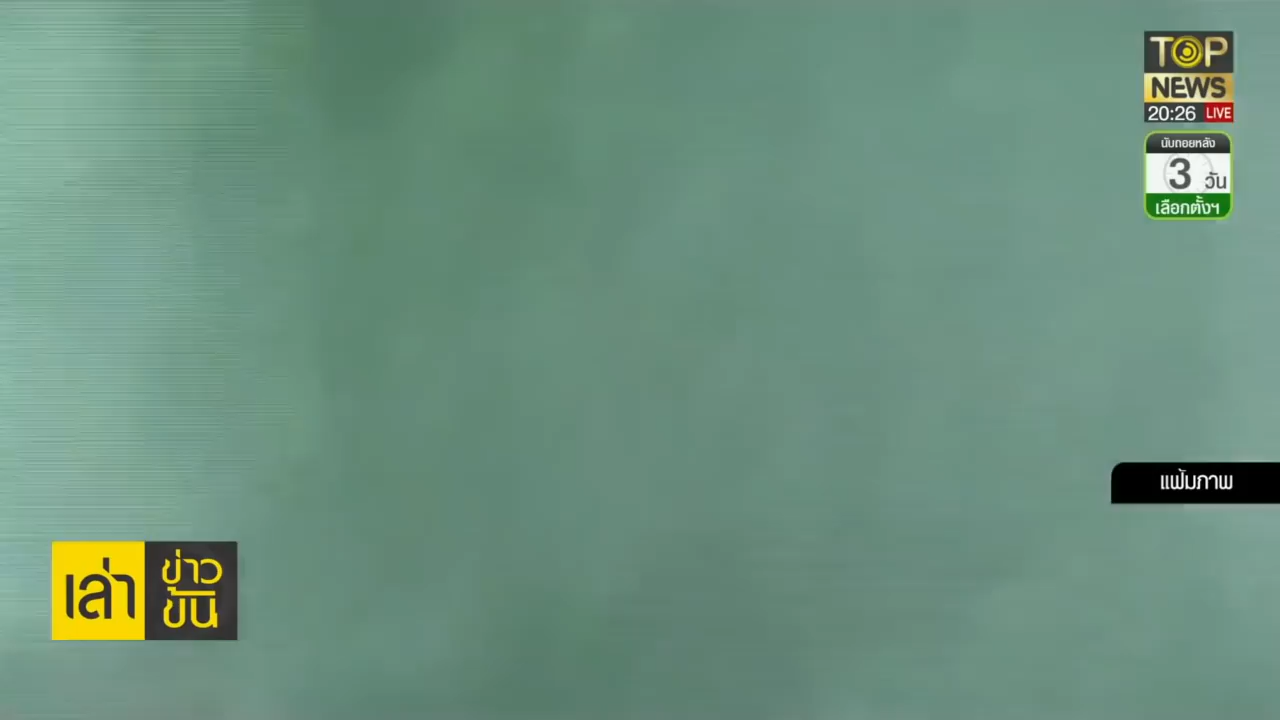 TOP
NEWS
20:26 LIVE
นับถอยหลัง
3 วัน
เลือกตั้งฯ
แฟ้มภาพ
เล่า
ข่าว
ข้น